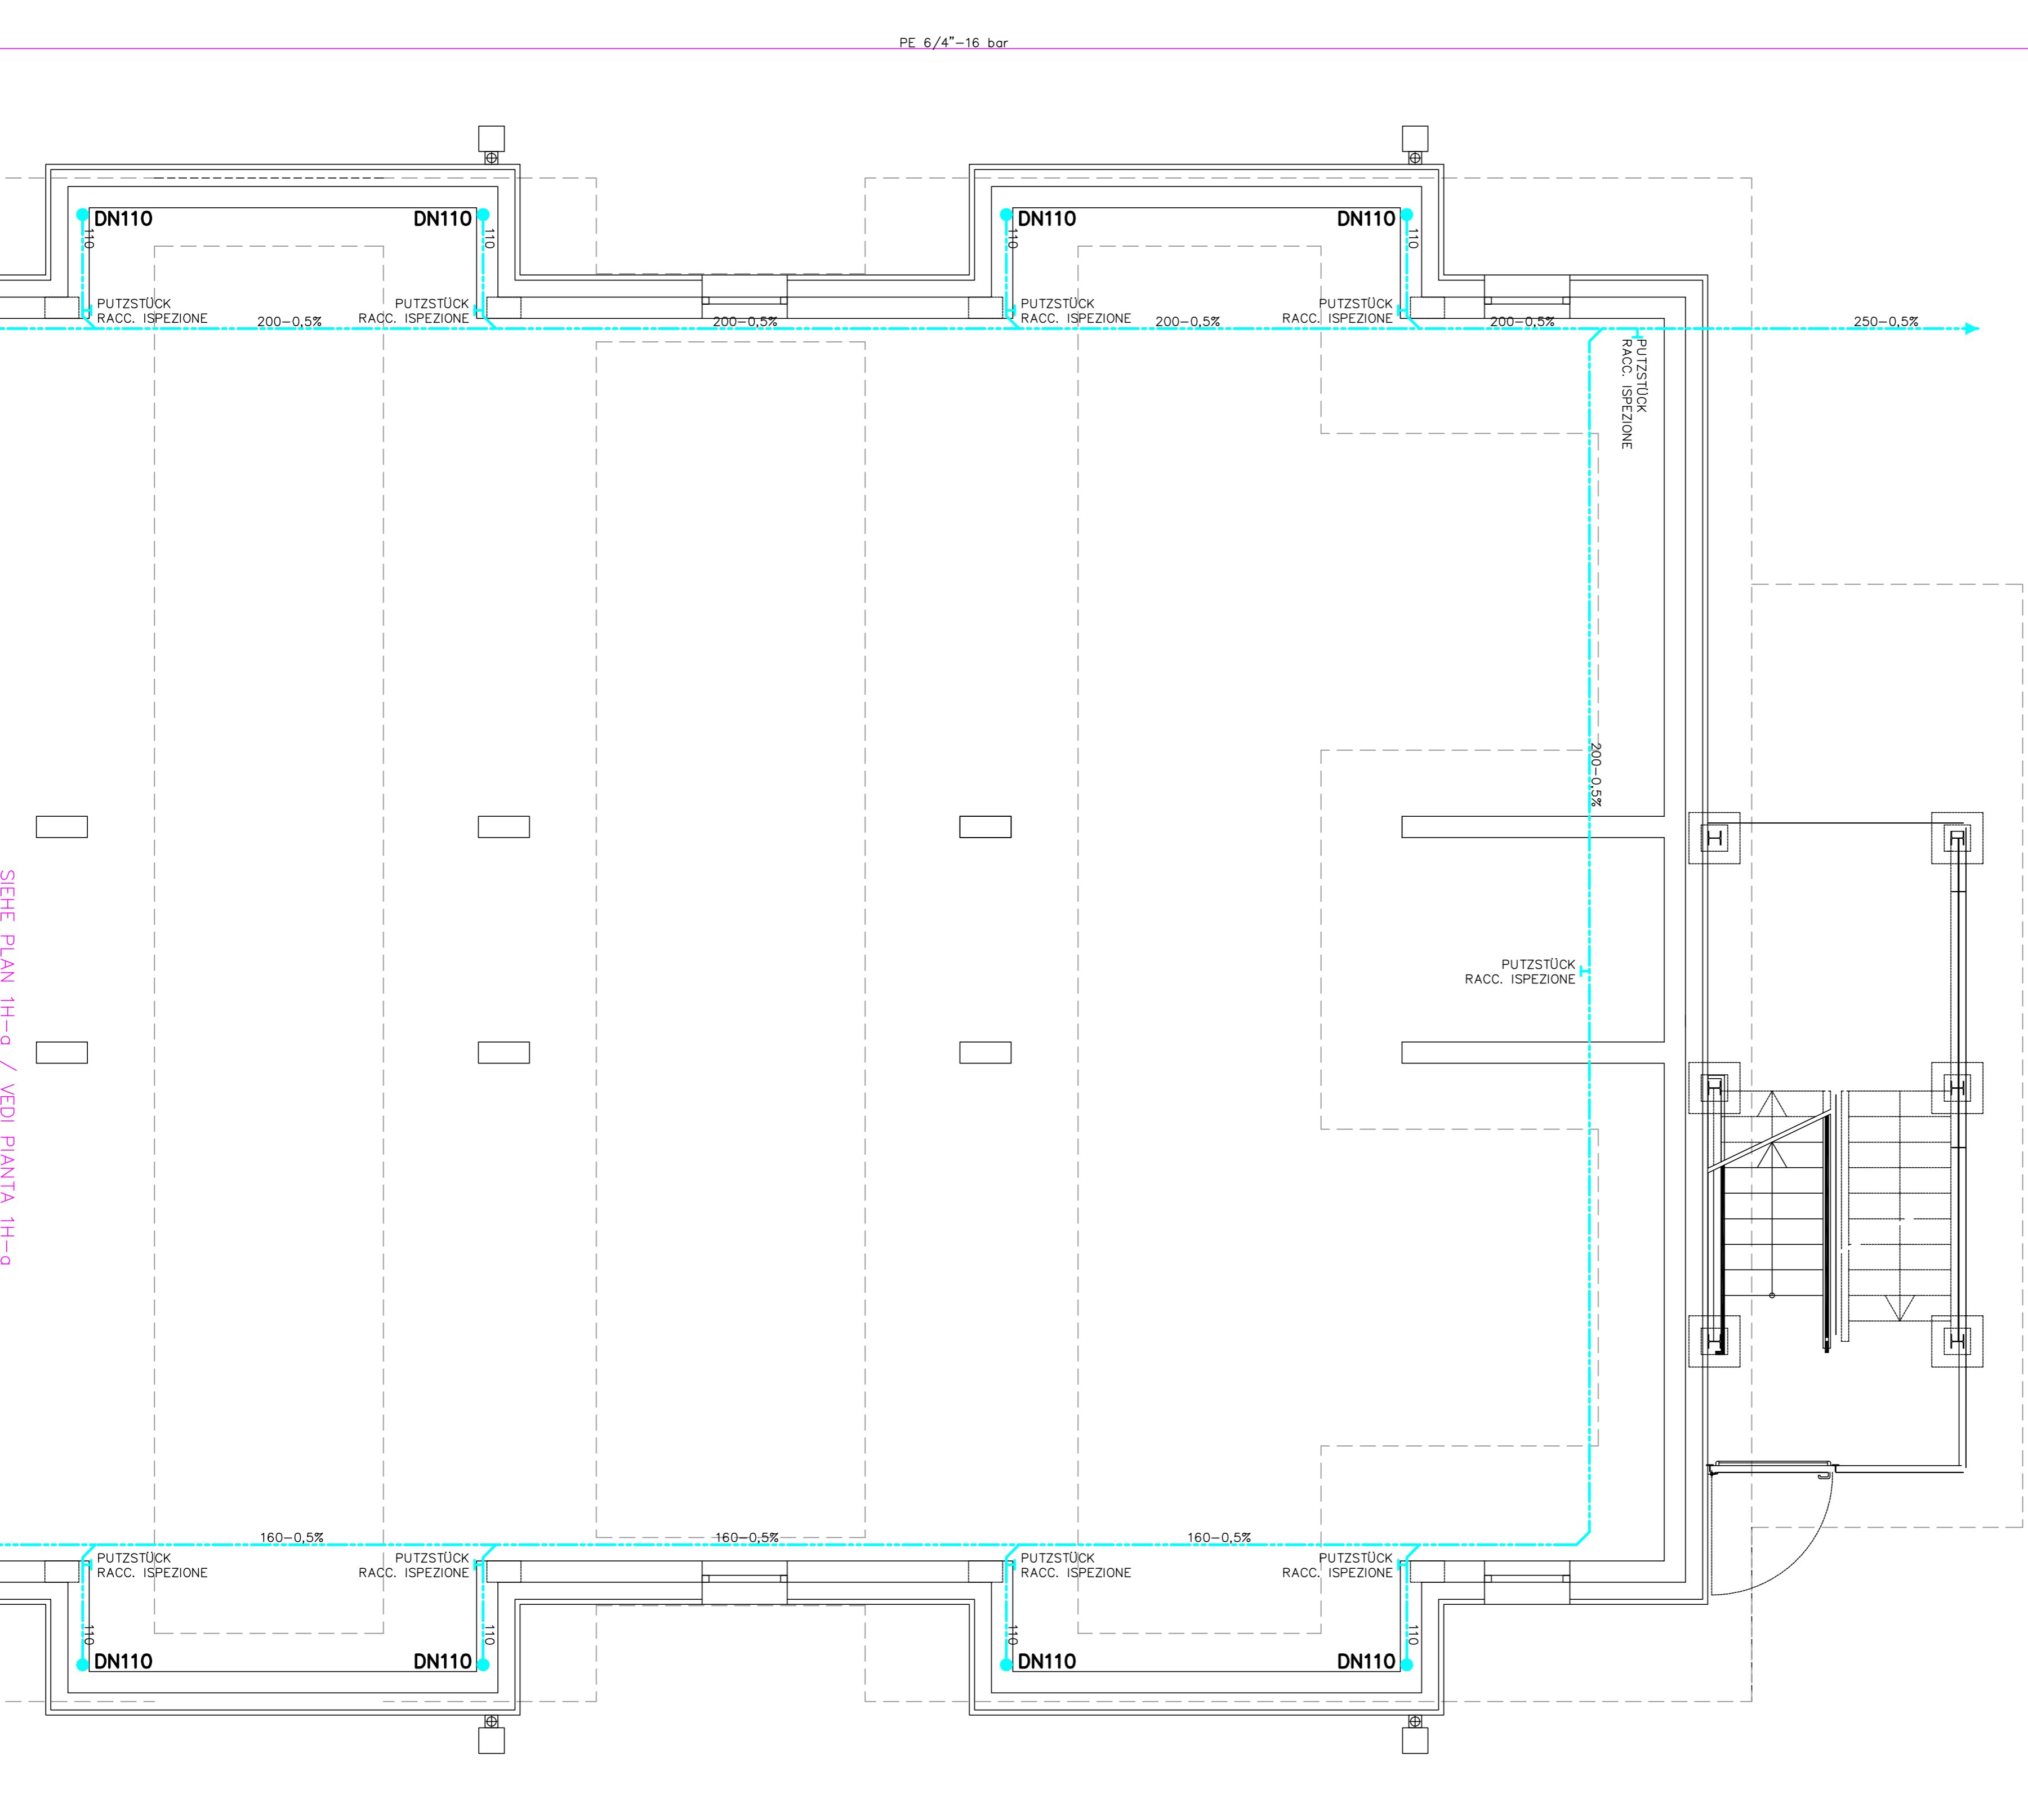 PE 6/4"-16 bar
DN110
DN110
DN110
DN110
110
110
110
110
PUTZSTÜCK
RACC. ISPEZIONE
PUTZSTÜCK
RACC. ISPEZIONE
PUTZSTÜCK
RACC. ISPEZIONE
PUTZSTÜCK
RACC. ISPEZIONE
200-0,5%
200-0,5%
200-0,5%
200-0,5%
250-0,5%
PUTZSTÜCK
RACC. ISPEZIONE
200-0,5%
SIEHE PLAN 1H-a / VEDI PIANTA 1H-a
PUTZSTÜCK
RACC. ISPEZIONE
H
H
H
H
H
H
160-0,5%
160-0,5%
160-0,5%
PUTZSTÜCK
RACC. ISPEZIONE
PUTZSTÜCK
RACC. ISPEZIONE
PUTZSTÜCK
RACC. ISPEZIONE
PUTZSTÜCK
RACC. ISPEZIONE
110
110
110
110
DN110
DN110
DN110
DN110